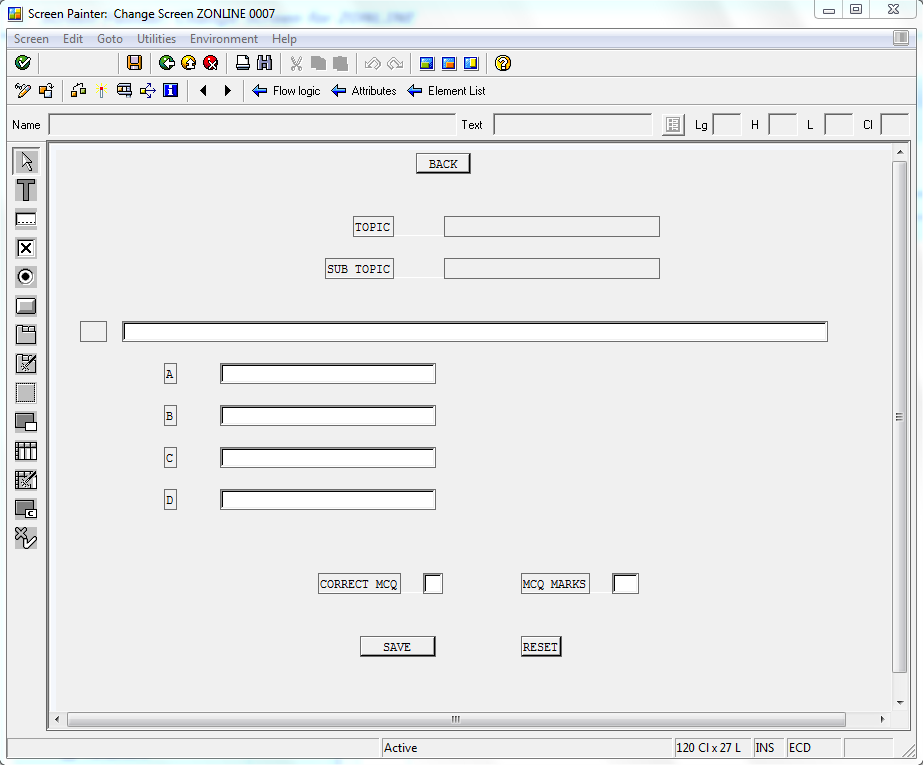 Screen Painter: Change Screen ZONLINE 0007
Screen Edit Goto Utilities Environment Help
Flow logic Attributes Element List
Name Text Lg H L Cl
BACK
TOPIC
SUB TOPIC
A
B
C
D
CORRECT MCQ MCQ MARKS
SAVE RESET
Active 120 Cl x 27 L INS ECD